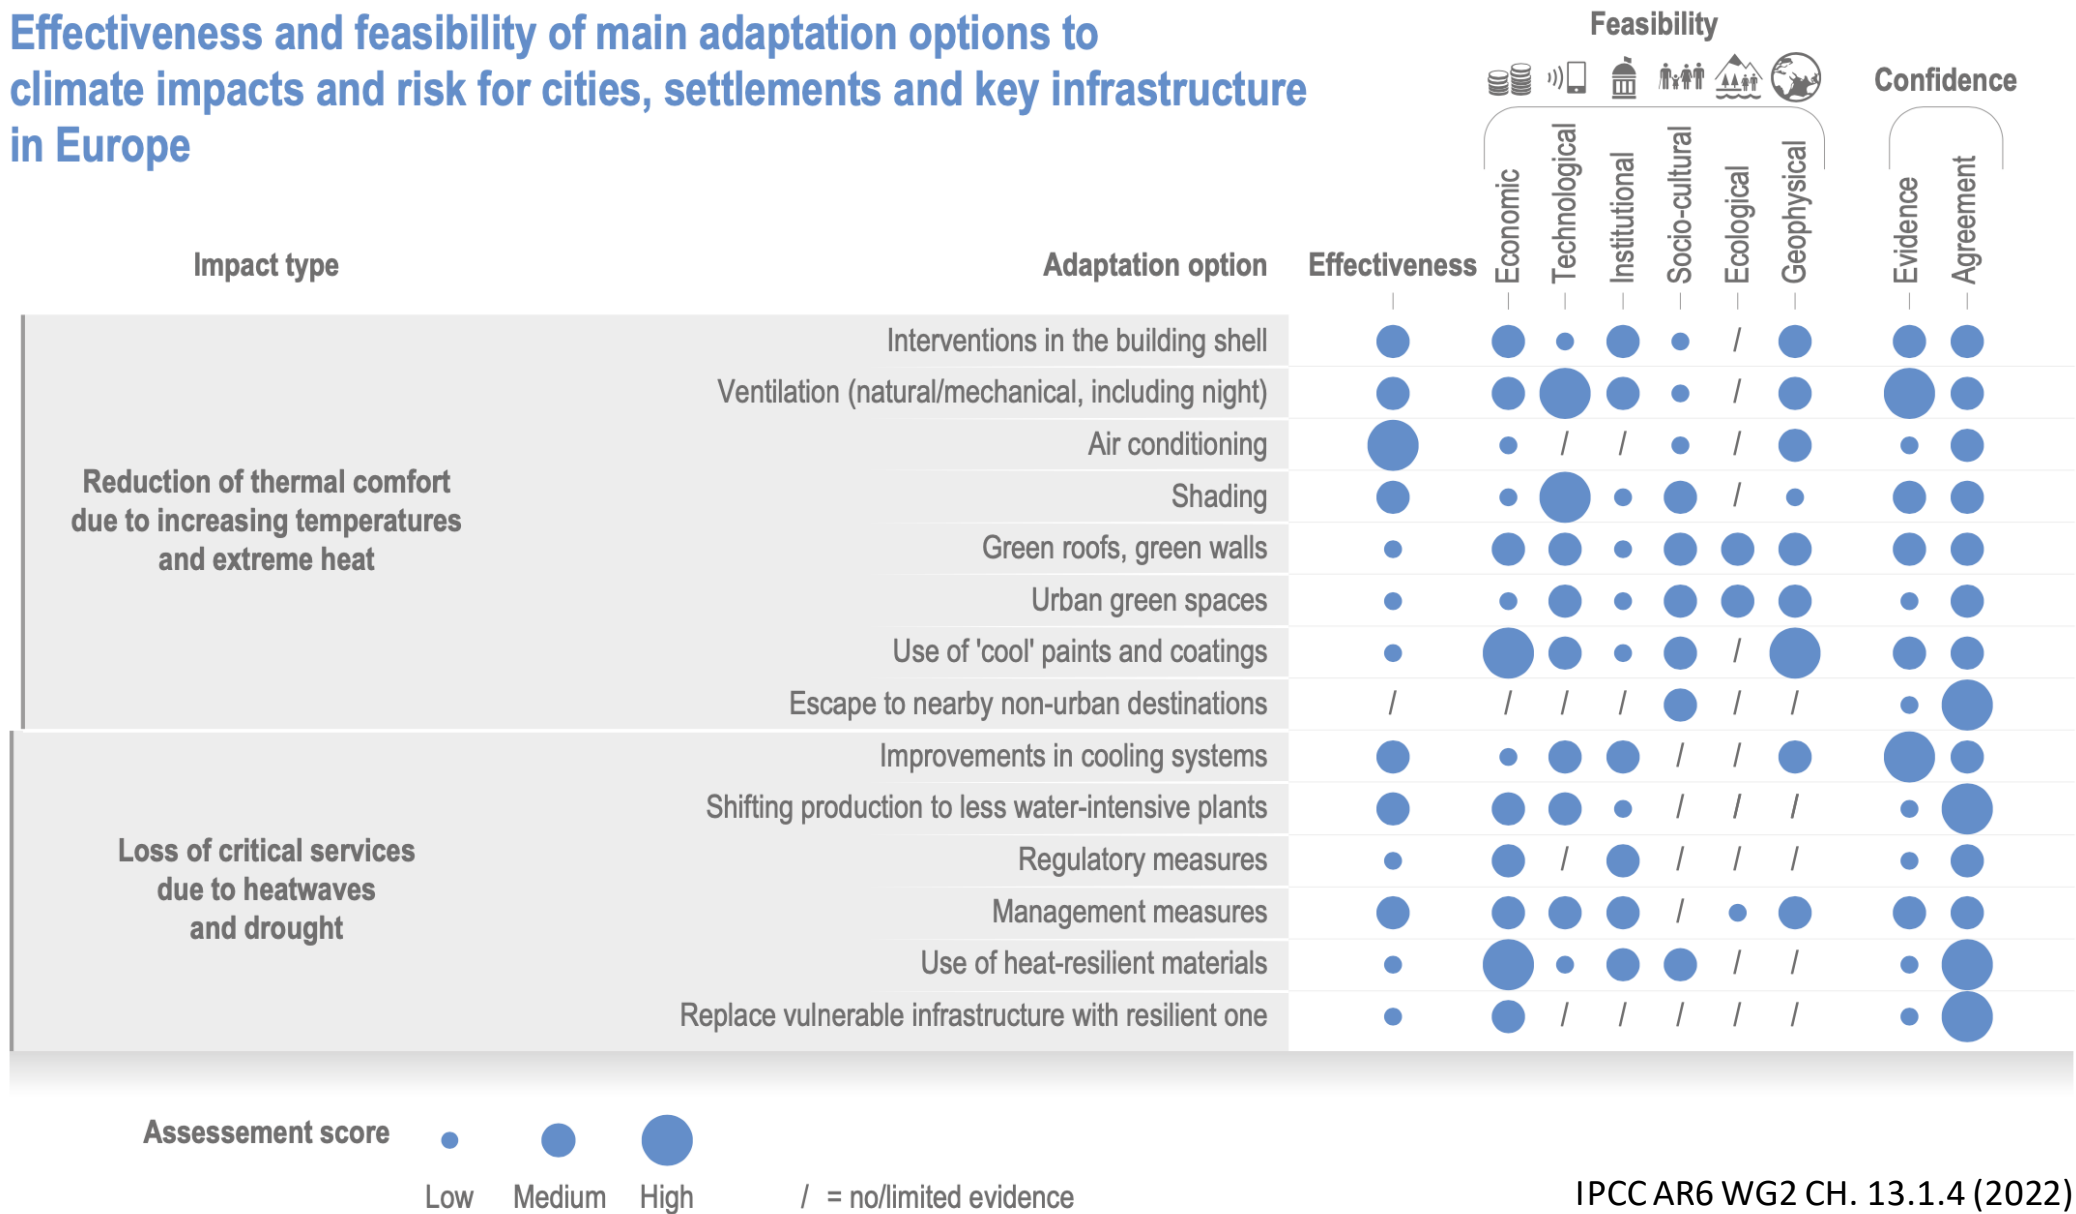 Effectiveness and feasibility of main adaptation options to
climate impacts and risk for cities, settlements and key infrastructure
in Europe
Feasibility
Confidence
Impact type
Adaptation option
Effectiveness
Economic
Technological
Institutional
Socio-cultural
Ecological
Geophysical
Evidence
Agreement
Reduction of thermal comfort
due to increasing temperatures
and extreme heat
Interventions in the building shell /
Ventilation (natural/mechanical, including night) /
Air conditioning / / /
Shading /
Green roofs, green walls
Urban green spaces
Use of 'cool' paints and coatings /
Escape to nearby non-urban destinations / / / / / /
Loss of critical services
due to heatwaves
and drought
Improvements in cooling systems / /
Shifting production to less water-intensive plants / / /
Regulatory measures / / / /
Management measures /
Use of heat-resilient materials / /
Replace vulnerable infrastructure with resilient one / / / / /
Assessement score
Low Medium High / = no/limited evidence
IPCC AR6 WG2 CH. 13.1.4 (2022)